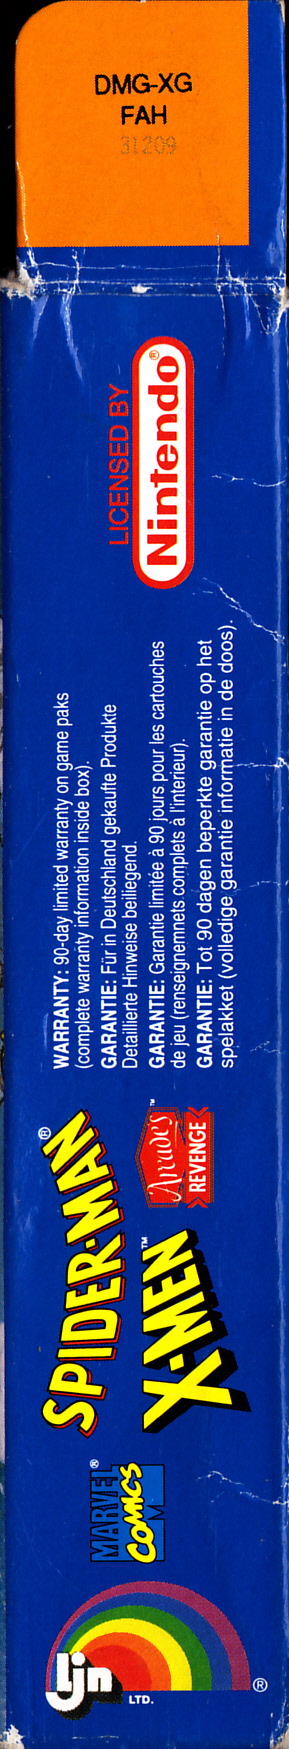 DMG-XG
FAH
31209
LICENSED BY
Nintendo®
WARRANTY: 90-day limited warranty on game paks
(complete warranty information inside box).
GARANTIE: Für in Deutschland gekaufte Produkte
Detaillierte Hinweise beiliegend.
GARANTIE: Garantie limitée à 90 jours pour les cartouches
de jeu (renseignemnets complets à l'interieur).
GARANTIE: Tot 90 dagen beperkte garantie op het
spelakket (volledige garantie informatie in de doos).
SPIDER-MAN®
X-MEN™
Arcade's™
REVENGE
MARVEL®
COMICS
ljn
LTD.
®